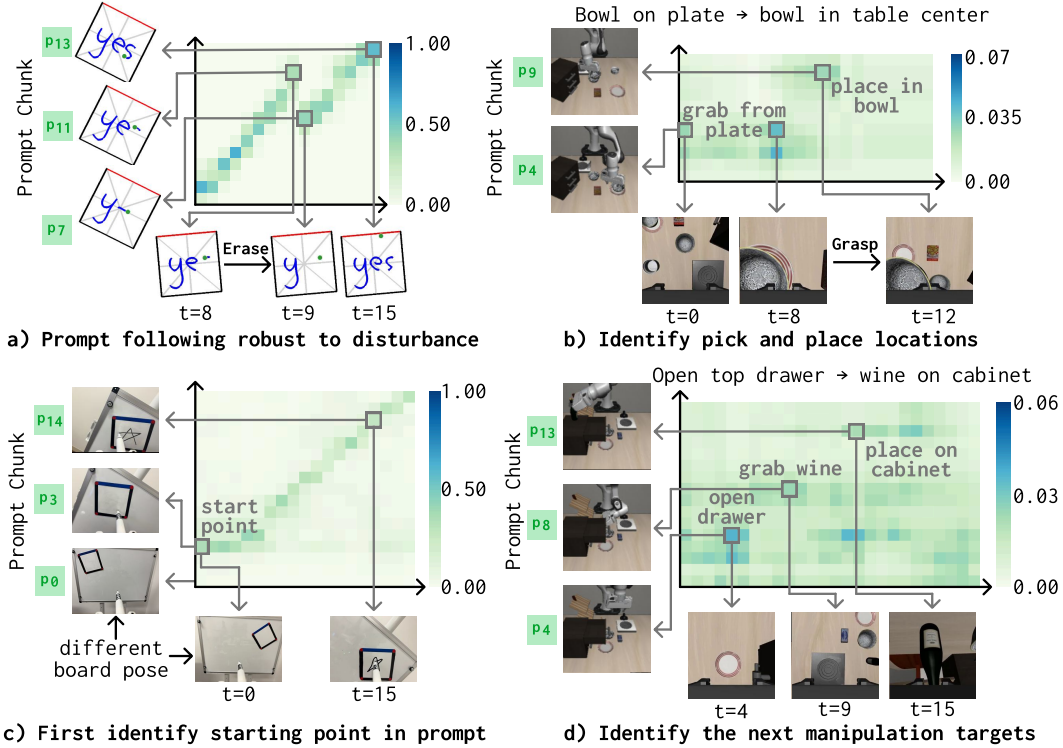 Prompt Chunk
p13
yes
p11
ye-
p7
y-
1.00
0.50
0.00
ye-
Erase
y
yes
t=8
t=9
t=15
a) Prompt following robust to disturbance
Bowl on plate → bowl in table center
Prompt Chunk
p9
p4
grab from
plate
place in
bowl
0.07
0.035
0.00
Grasp
t=0
t=8
t=12
b) Identify pick and place locations
Prompt Chunk
p14
p3
p0
start
point
1.00
0.50
0.00
different
board pose
t=0
t=15
c) First identify starting point in prompt
Open top drawer → wine on cabinet
Prompt Chunk
p13
p8
p4
open
drawer
grab wine
place on
cabinet
0.06
0.03
0.00
t=4
t=9
t=15
d) Identify the next manipulation targets